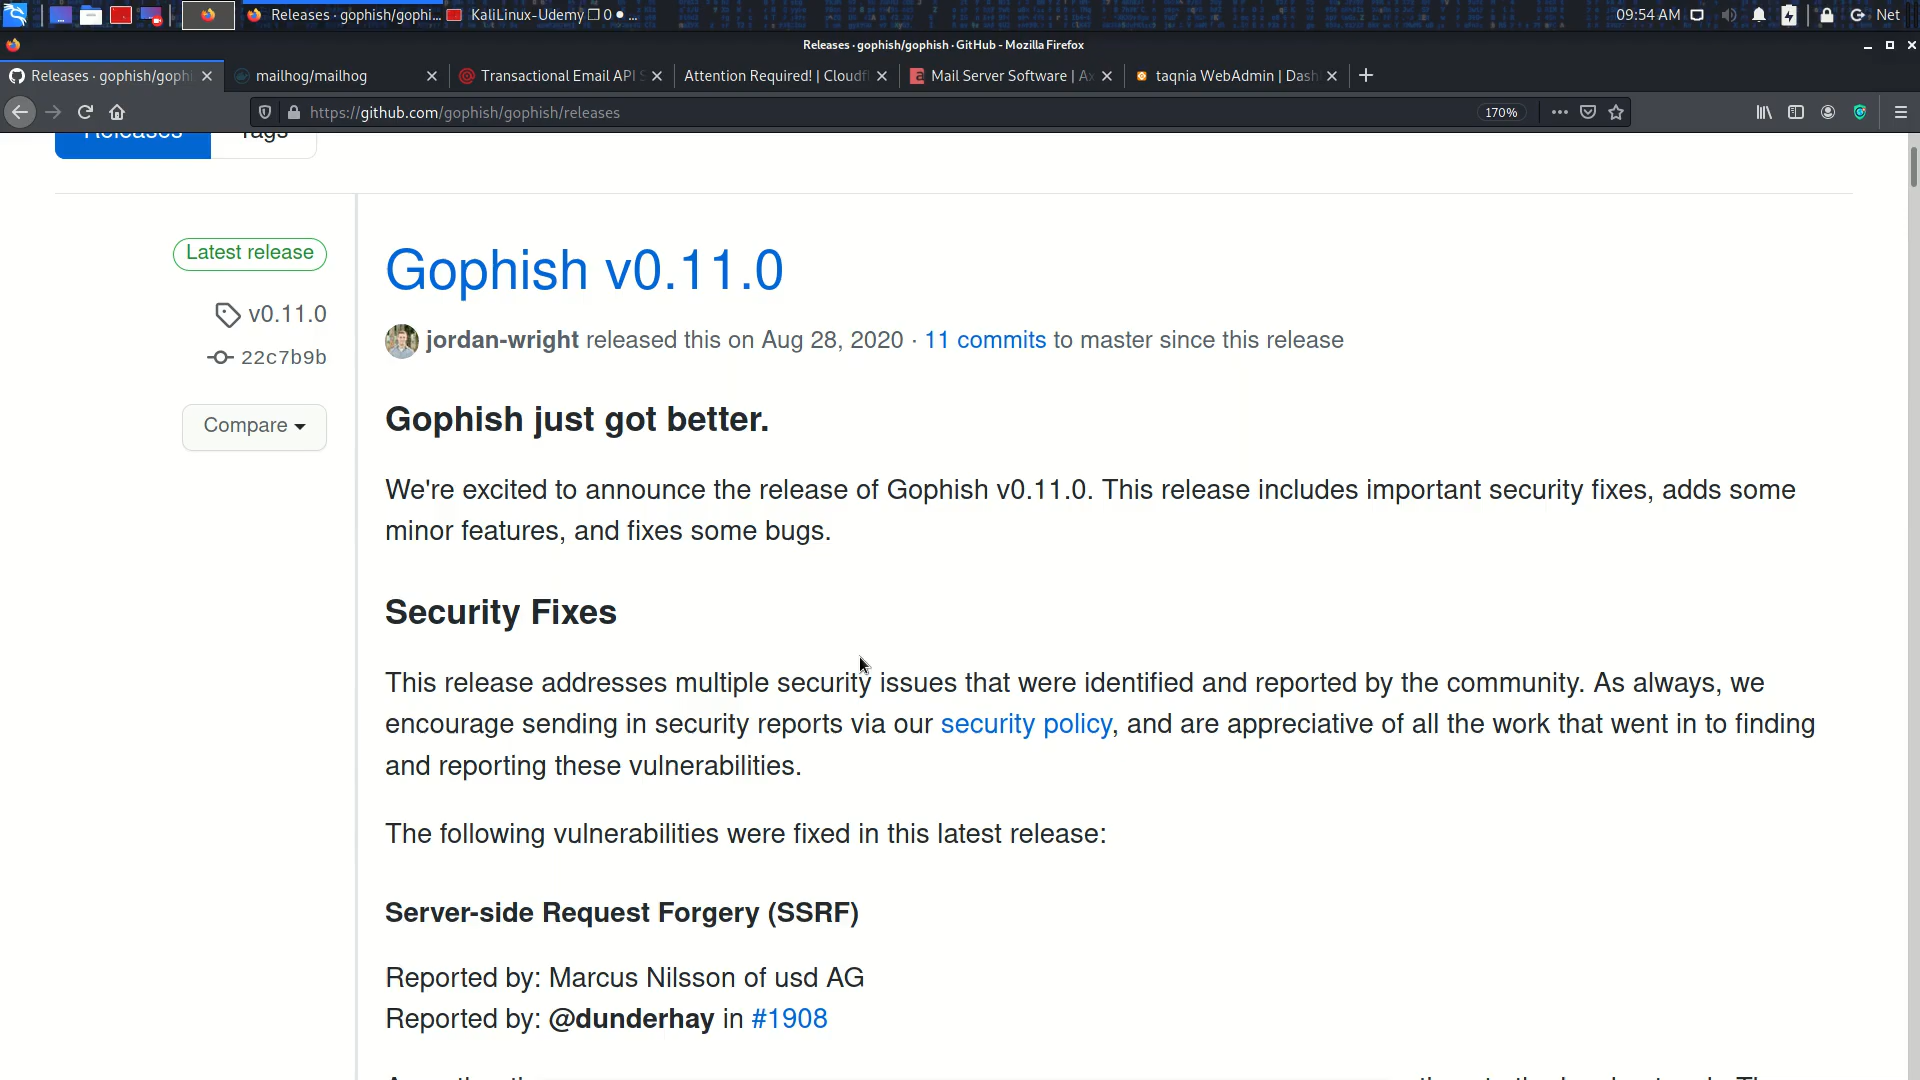 Releases · gophish/gophi...
KaliLinux-Udemy
0
...
09:54 AM
Net
Releases · gophish/gophish · GitHub - Mozilla Firefox
Releases · gophish/goph
mailhog/mailhog
Transactional Email API
Attention Required! | Cloudf
Mail Server Software | Ax
taqnia WebAdmin | Dash
https://github.com/gophish/gophish/releases
170%
Releases
Tags
Latest release
v0.11.0
22c7b9b
Compare
Gophish v0.11.0
jordan-wright released this on Aug 28, 2020 · 11 commits to master since this release
Gophish just got better.
We're excited to announce the release of Gophish v0.11.0. This release includes important security fixes, adds some
minor features, and fixes some bugs.
Security Fixes
This release addresses multiple security issues that were identified and reported by the community. As always, we
encourage sending in security reports via our security policy, and are appreciative of all the work that went in to finding
and reporting these vulnerabilities.
The following vulnerabilities were fixed in this latest release:
Server-side Request Forgery (SSRF)
Reported by: Marcus Nilsson of usd AG
Reported by: @dunderhay in #1908